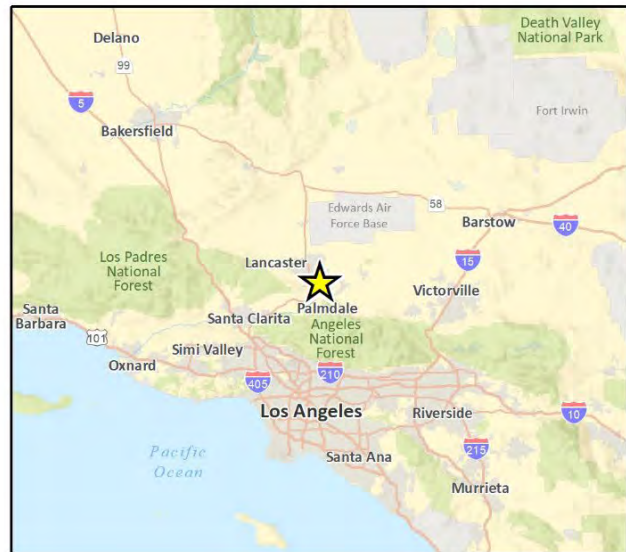 Death Valley
National Park
Delano
99
5
Fort Irwin
Bakersfield
Edwards Air
Force Base
58
Barstow
40
Los Padres
National
Forest
Lancaster
15
Victorville
Palmdale
Santa
Barbara
Santa Clarita
Angeles
National
Forest
101
Simi Valley
Oxnard
210
405
Los Angeles
Riverside
10
Pacific
Ocean
Santa Ana
215
Murrieta